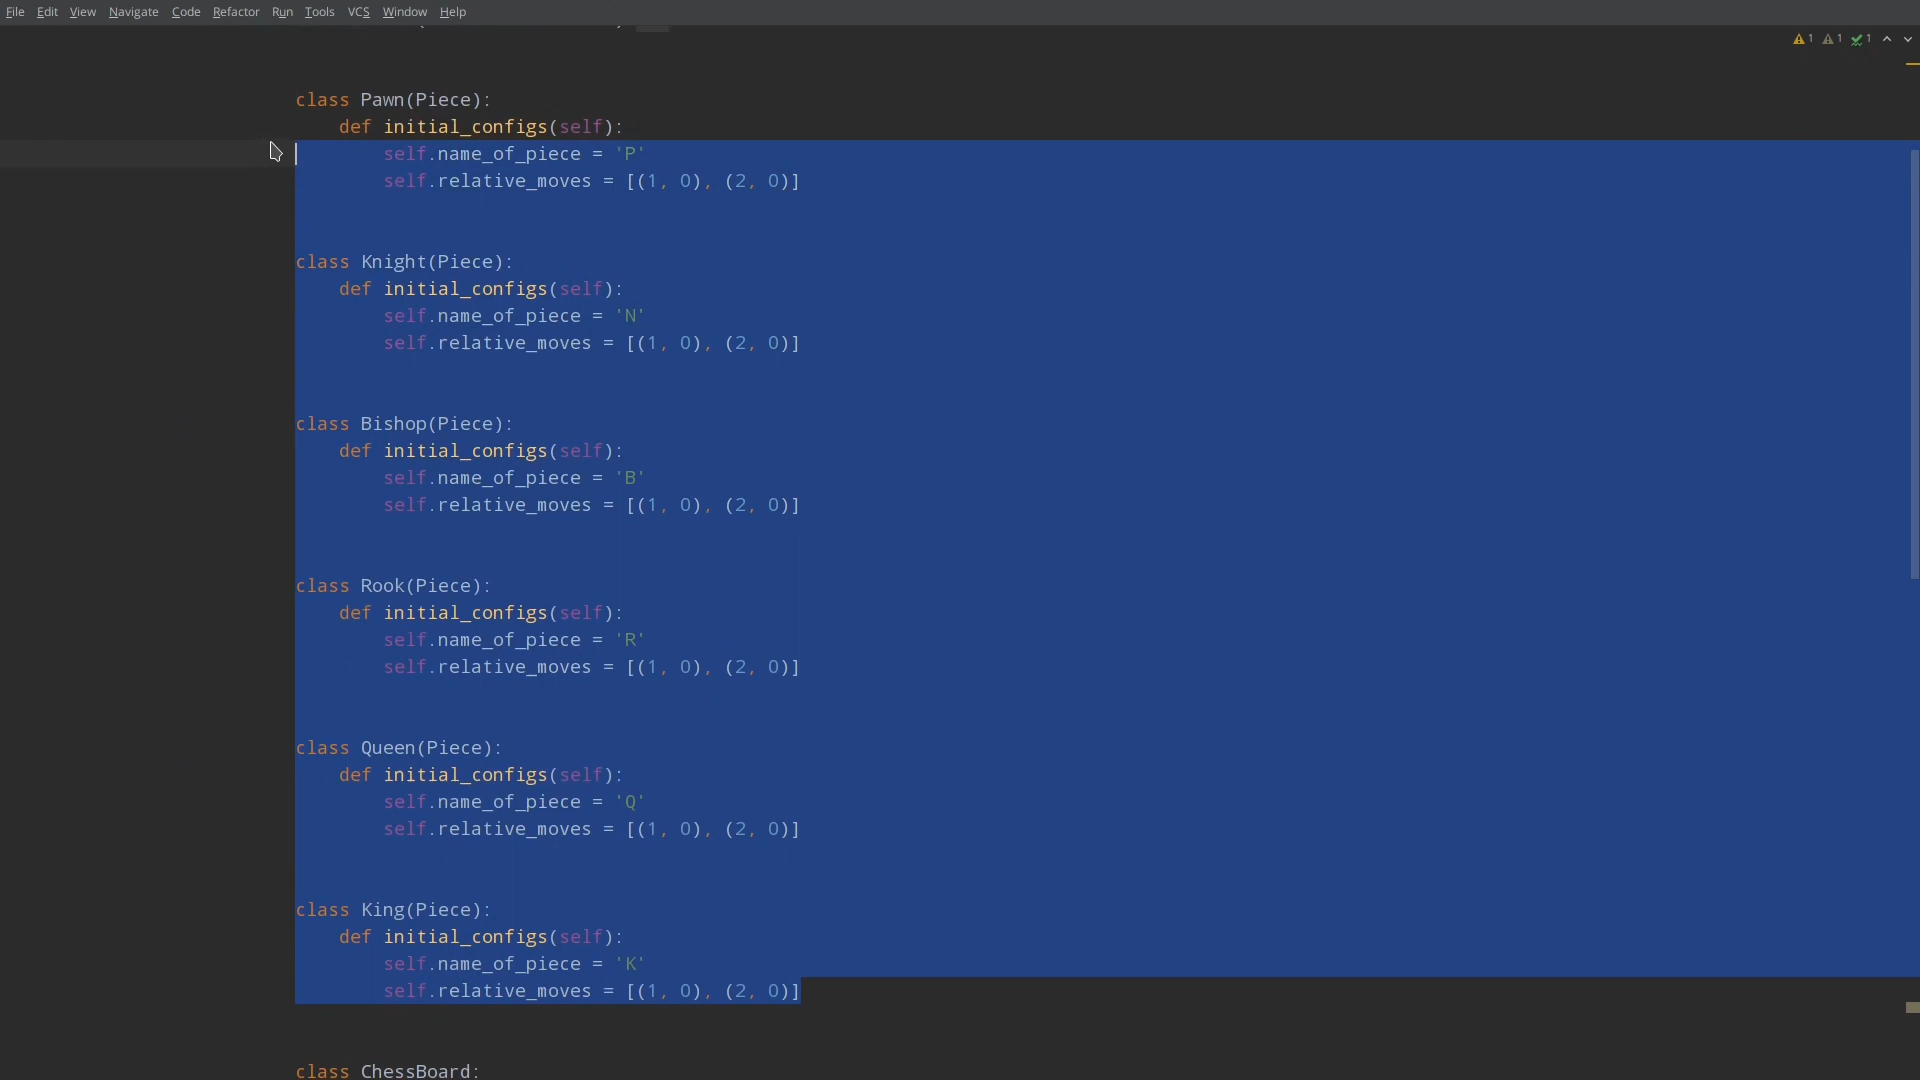 File Edit View Navigate Code Refactor Run Tools VCS Window Help
1 1 1
class Pawn(Piece):
    def initial_configs(self):
        self.name_of_piece = 'P'
        self.relative_moves = [(1, 0), (2, 0)]
class Knight(Piece):
    def initial_configs(self):
        self.name_of_piece = 'N'
        self.relative_moves = [(1, 0), (2, 0)]
class Bishop(Piece):
    def initial_configs(self):
        self.name_of_piece = 'B'
        self.relative_moves = [(1, 0), (2, 0)]
class Rook(Piece):
    def initial_configs(self):
        self.name_of_piece = 'R'
        self.relative_moves = [(1, 0), (2, 0)]
class Queen(Piece):
    def initial_configs(self):
        self.name_of_piece = 'Q'
        self.relative_moves = [(1, 0), (2, 0)]
class King(Piece):
    def initial_configs(self):
        self.name_of_piece = 'K'
        self.relative_moves = [(1, 0), (2, 0)]
class ChessBoard: